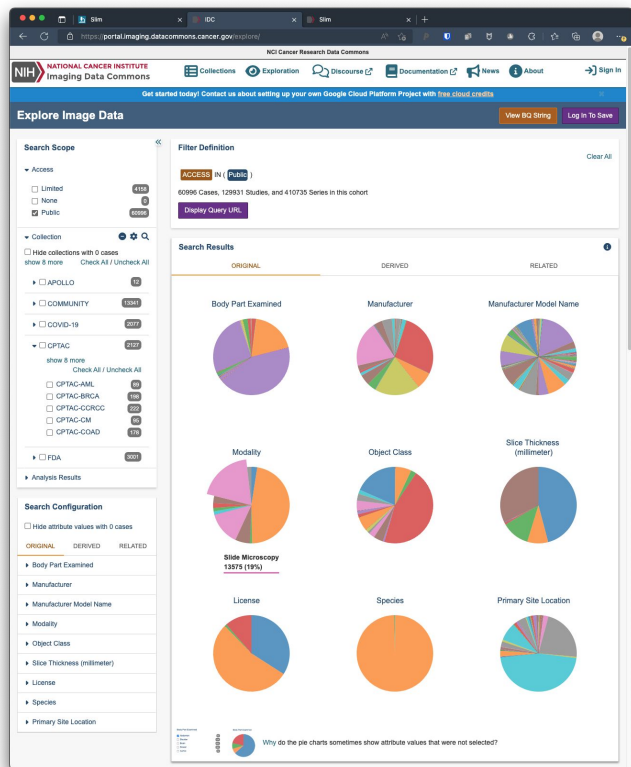 Slim
IDC
Slim
https://portal.imaging.datacommons.cancer.gov/explore/
NCI Cancer Research Data Commons
NIH NATIONAL CANCER INSTITUTE
Imaging Data Commons
Collections Exploration Discourse Documentation News About Sign In
Get started today! Contact us about setting up your own Google Cloud Platform Project with free cloud credits
Explore Image Data
View BQ String Log In To Save
Search Scope
Access
Limited 4158
None 0
Public 60996
Collection
Hide collections with 0 cases
show 8 more Check All / Uncheck All
APOLLO 12
COMMUNITY 13341
COVID-19 2077
CPTAC 2127
show 8 more
Check All / Uncheck All
CPTAC-AML 89
CPTAC-BRCA 198
CPTAC-CCRCC 222
CPTAC-CM 95
CPTAC-COAD 178
FDA 3001
Analysis Results
Search Configuration
Hide attribute values with 0 cases
ORIGINAL DERIVED RELATED
Body Part Examined
Manufacturer
Manufacturer Model Name
Modality
Object Class
Slice Thickness (millimeter)
License
Species
Primary Site Location
Filter Definition
Clear All
ACCESS IN ( Public )
60996 Cases, 129931 Studies, and 410735 Series in this cohort
Display Query URL
Search Results
ORIGINAL DERIVED RELATED
Body Part Examined Manufacturer Manufacturer Model Name
Modality Object Class Slice Thickness
(millimeter)
Slide Microscopy
13575 (19%)
License Species Primary Site Location
Why do the pie charts sometimes show attribute values that were not selected?